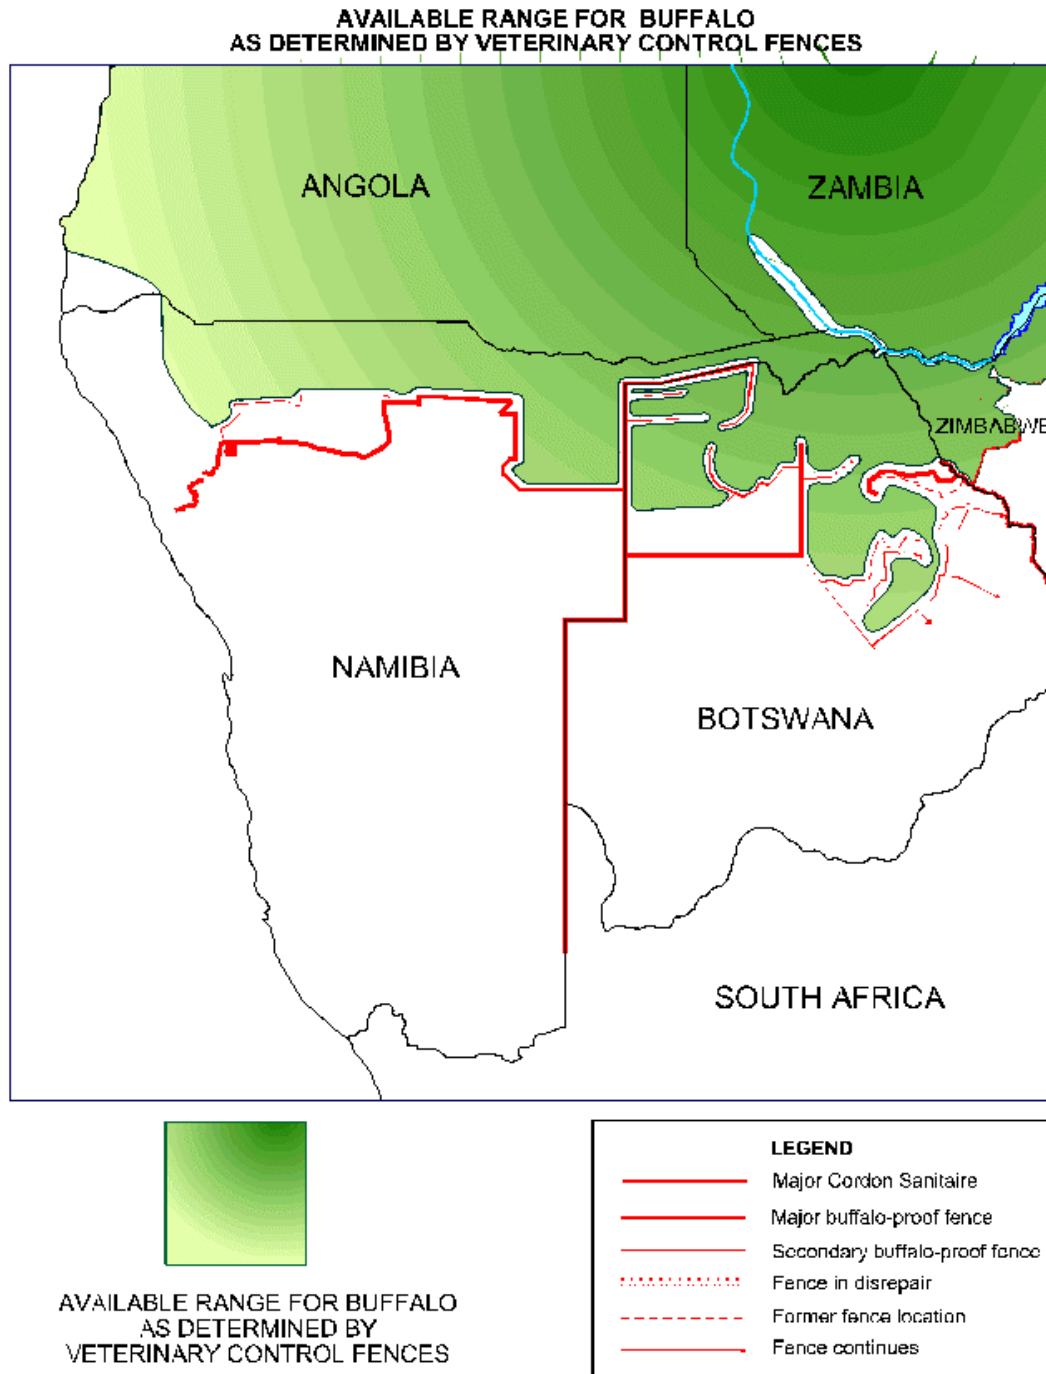 AVAILABLE RANGE FOR BUFFALO
AS DETERMINED BY VETERINARY CONTROL FENCES
ANGOLA
ZAMBIA
ZIMBABWE
NAMIBIA
BOTSWANA
SOUTH AFRICA
AVAILABLE RANGE FOR BUFFALO
AS DETERMINED BY
VETERINARY CONTROL FENCES
LEGEND
Major Cordon Sanitaire
Major buffalo-proof fence
Secondary buffalo-proof fence
Fence in disrepair
Former fence location
Fence continues